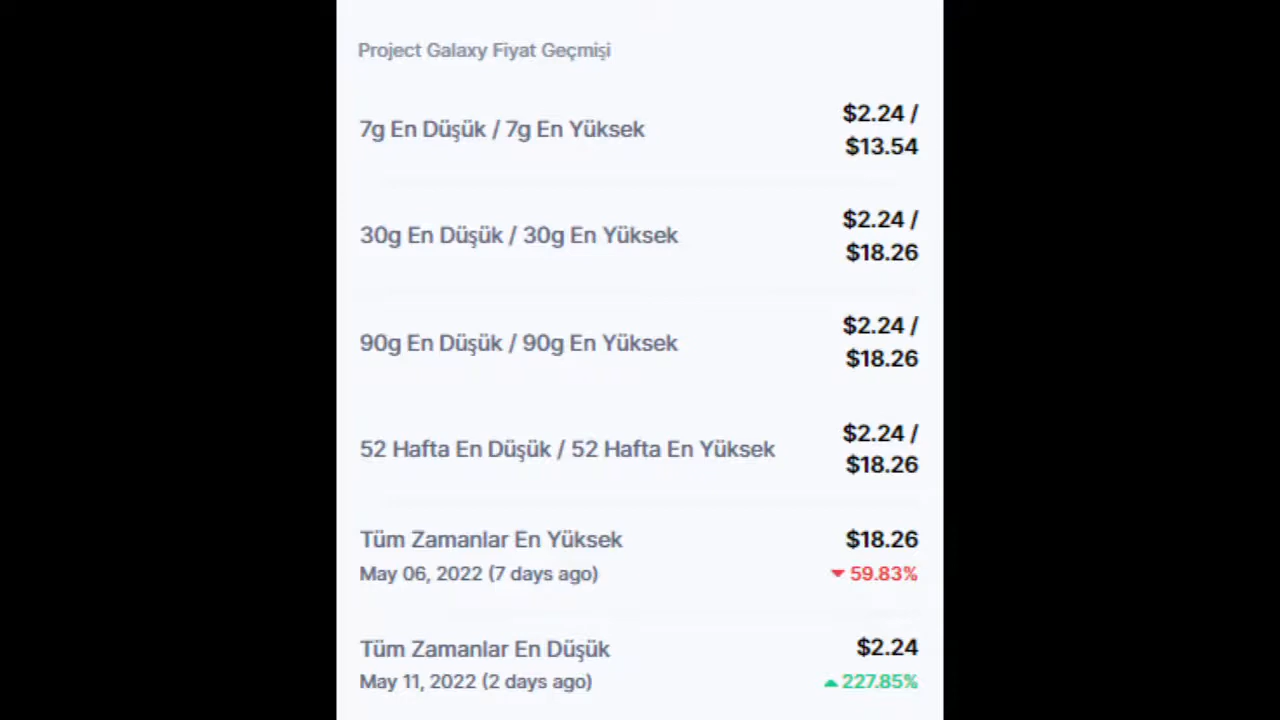 Project Galaxy Fiyat Geçmişi
7g En Düşük / 7g En Yüksek
$2.24 /
$13.54
30g En Düşük / 30g En Yüksek
$2.24 /
$18.26
90g En Düşük / 90g En Yüksek
$2.24 /
$18.26
52 Hafta En Düşük / 52 Hafta En Yüksek
$2.24 /
$18.26
Tüm Zamanlar En Yüksek
$18.26
May 06, 2022 (7 days ago)
59.83%
Tüm Zamanlar En Düşük
$2.24
May 11, 2022 (2 days ago)
227.85%